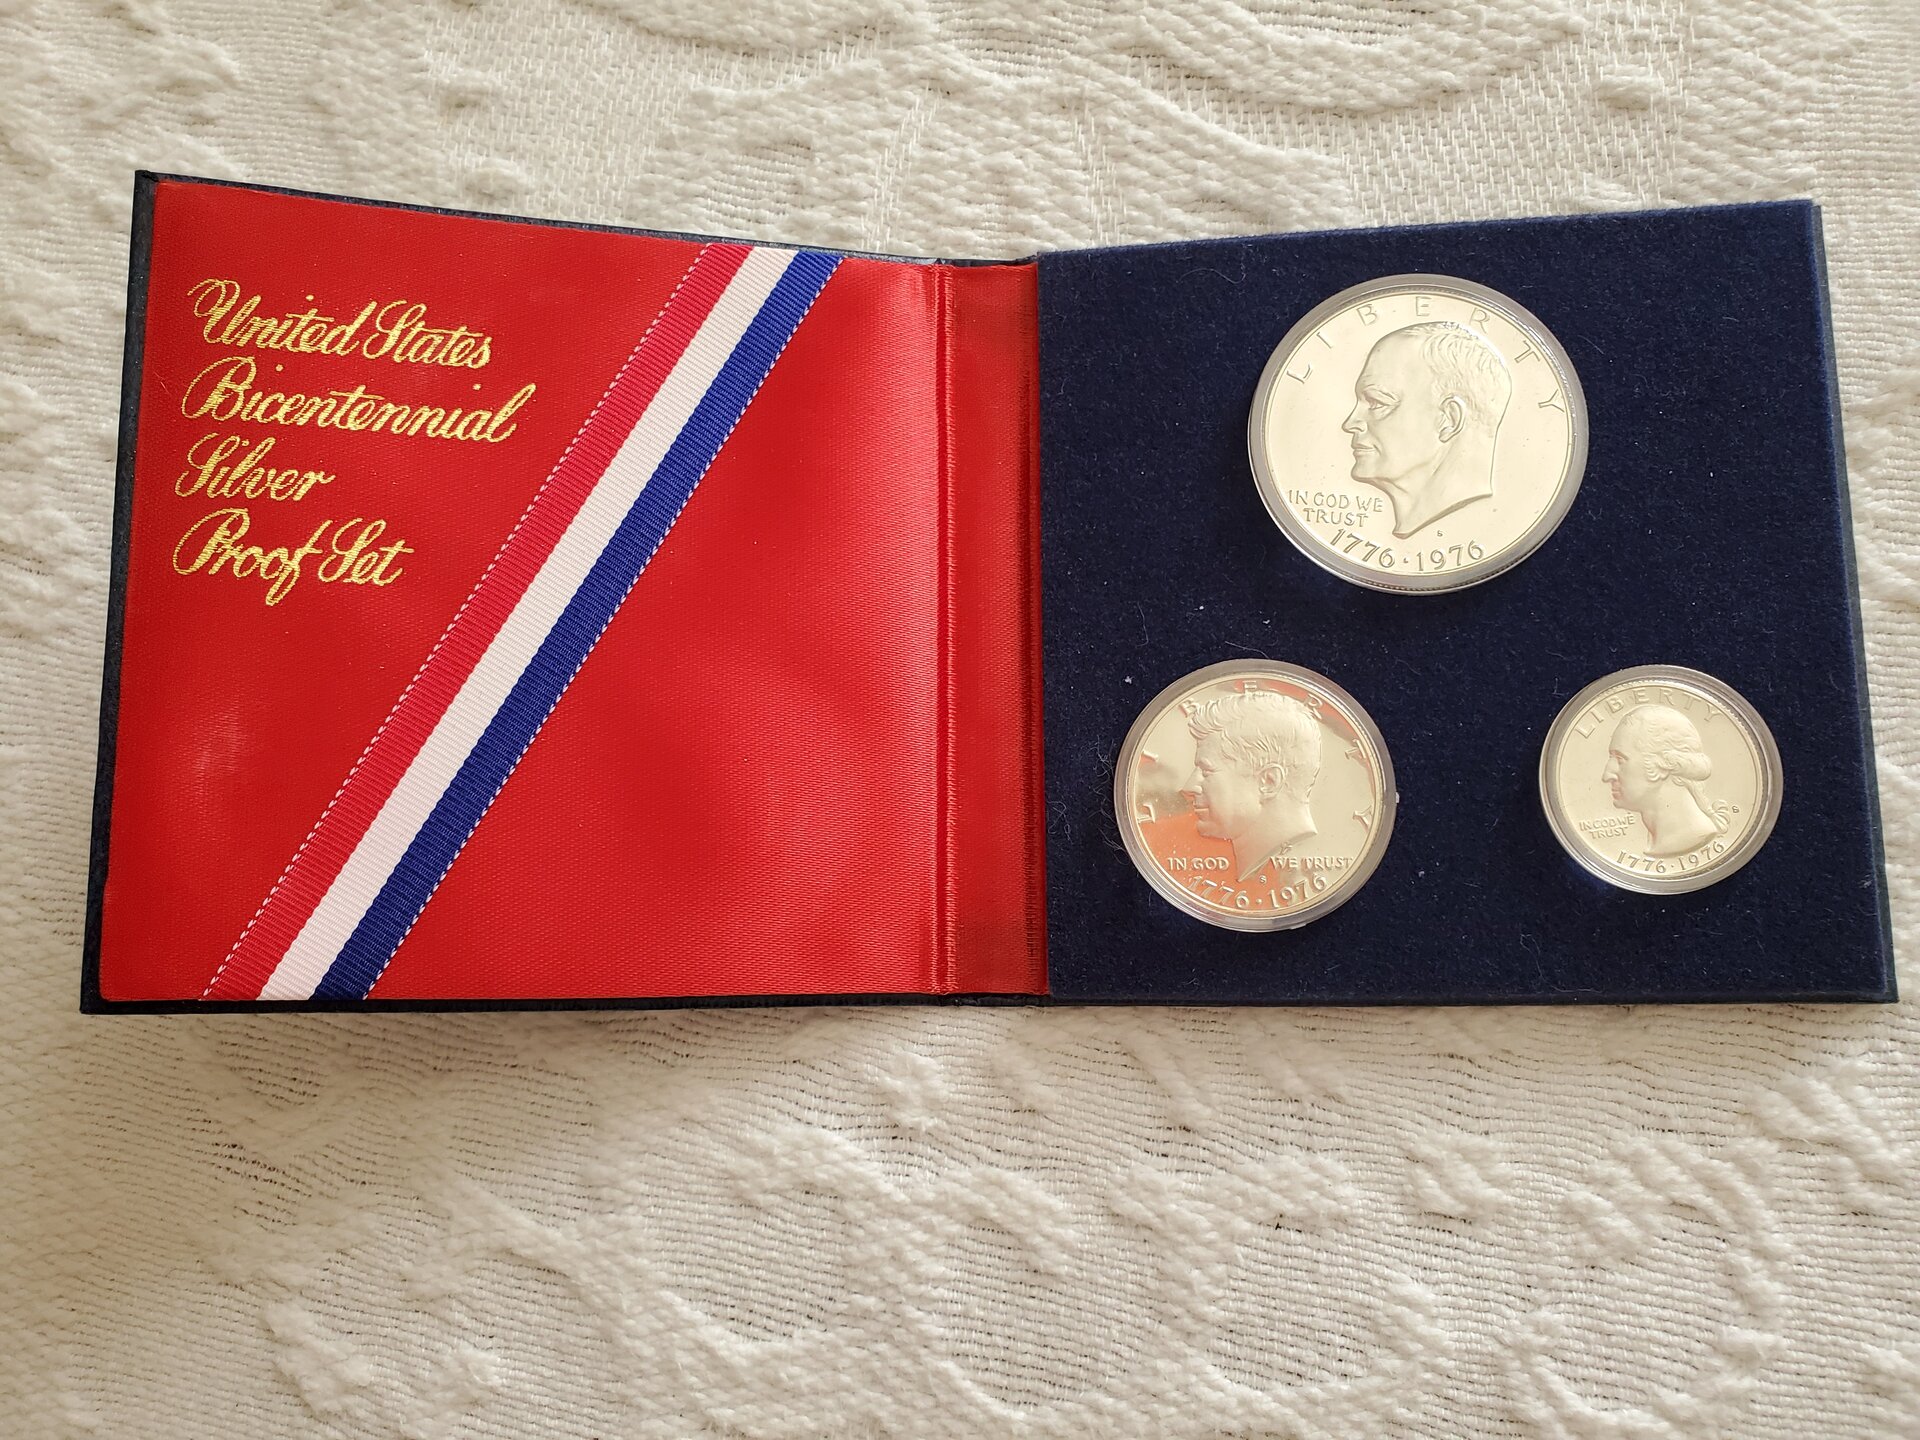 United States
Bicentennial
Silver
Proof Set
LIBERTY
IN GOD WE
TRUST
S
1776·1976
LIBERTY
IN GOD WE TRUST
S
1776·1976
LIBERTY
S
IN GOD WE
TRUST
1776·1976